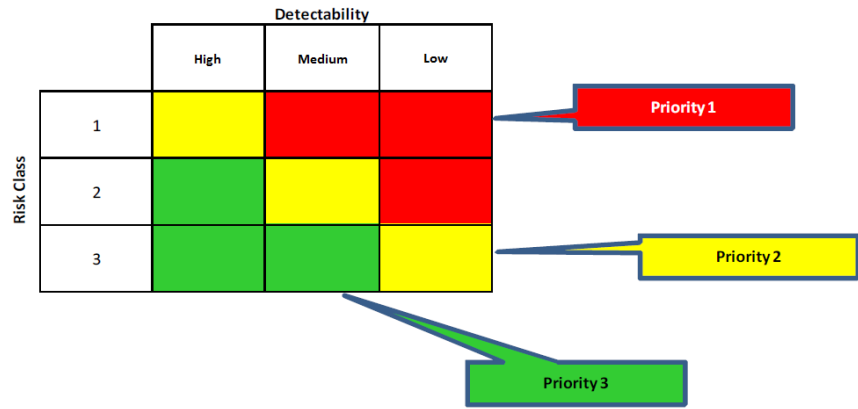 Detectability
High Medium Low
Risk Class
1
2
3
Priority 1
Priority 2
Priority 3